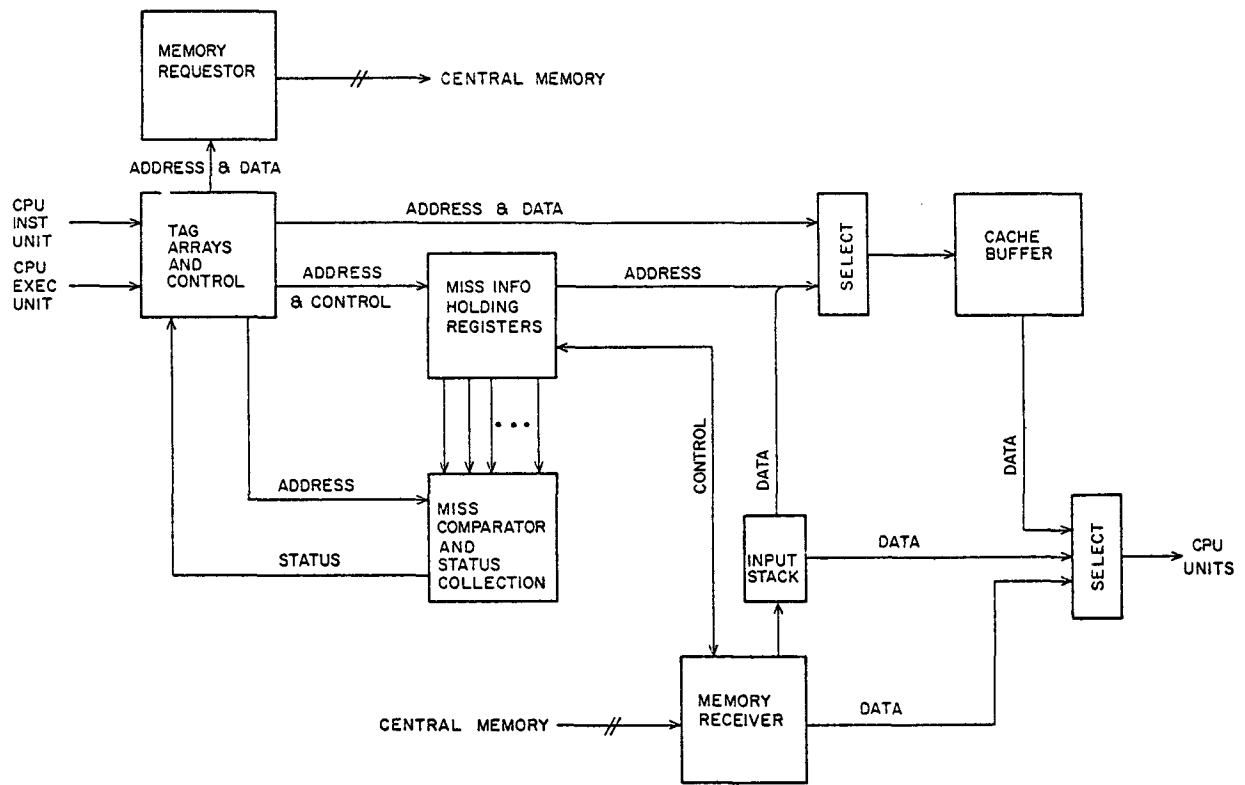 MEMORY
REQUESTOR
CENTRAL MEMORY
ADDRESS & DATA
CPU
INST
UNIT
CPU
EXEC
UNIT
TAG
ARRAYS
AND
CONTROL
ADDRESS & DATA
ADDRESS
& CONTROL
MISS INFO
HOLDING
REGISTERS
ADDRESS
SELECT
CACHE
BUFFER
ADDRESS
STATUS
MISS
COMPARATOR
AND
STATUS
COLLECTION
CONTROL
DATA
DATA
INPUT
STACK
DATA
SELECT
CPU
UNITS
CENTRAL MEMORY
MEMORY
RECEIVER
DATA